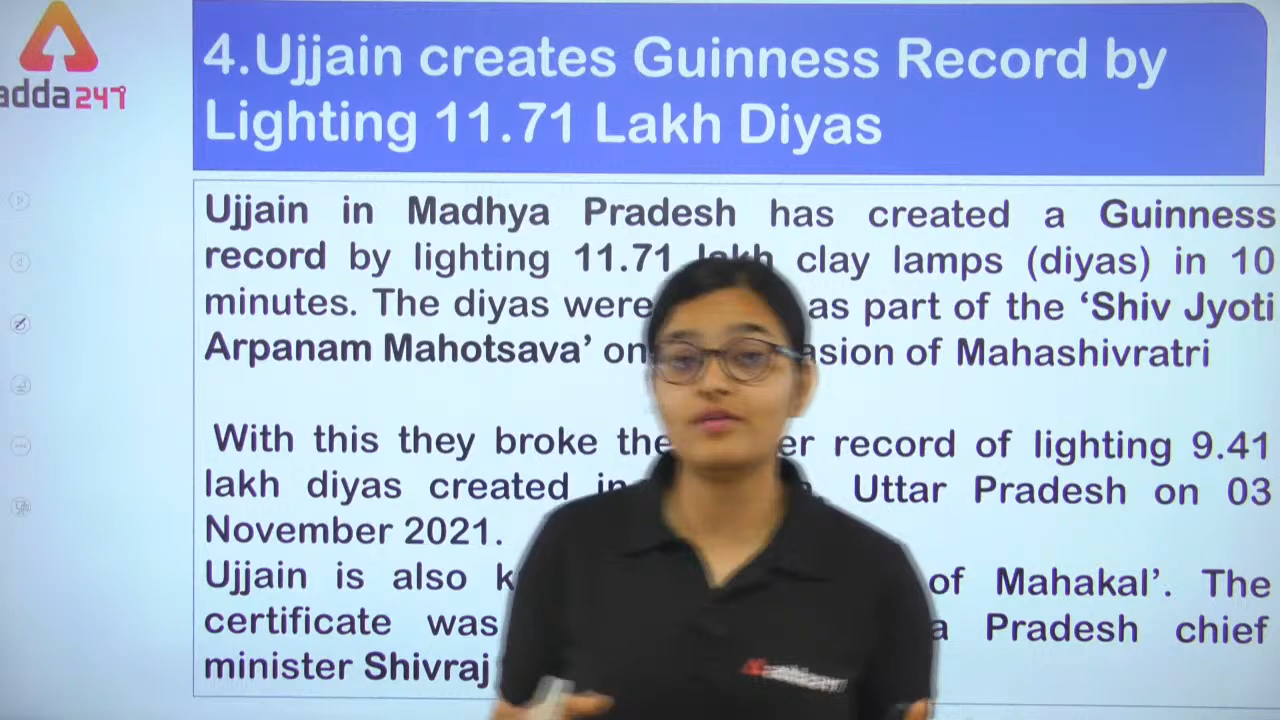 adda247
4.Ujjain creates Guinness Record by
Lighting 11.71 Lakh Diyas
Ujjain in Madhya Pradesh has created a Guinness
record by lighting 11.71 lakh clay lamps (diyas) in 10
minutes. The diyas were as part of the ‘Shiv Jyoti
Arpanam Mahotsava’ on asion of Mahashivratri
With this they broke the er record of lighting 9.41
lakh diyas created in Uttar Pradesh on 03
November 2021.
Ujjain is also k of Mahakal’. The
certificate was a Pradesh chief
minister Shivraj